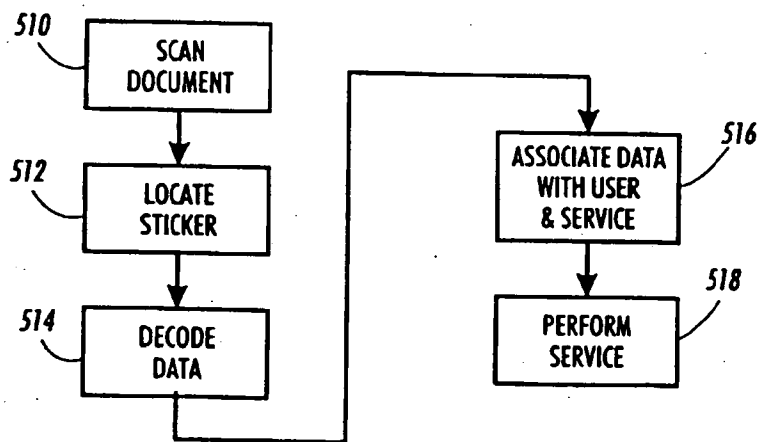 510
SCAN
DOCUMENT
512
LOCATE
STICKER
514
DECODE
DATA
516
ASSOCIATE DATA
WITH USER
& SERVICE
518
PERFORM
SERVICE